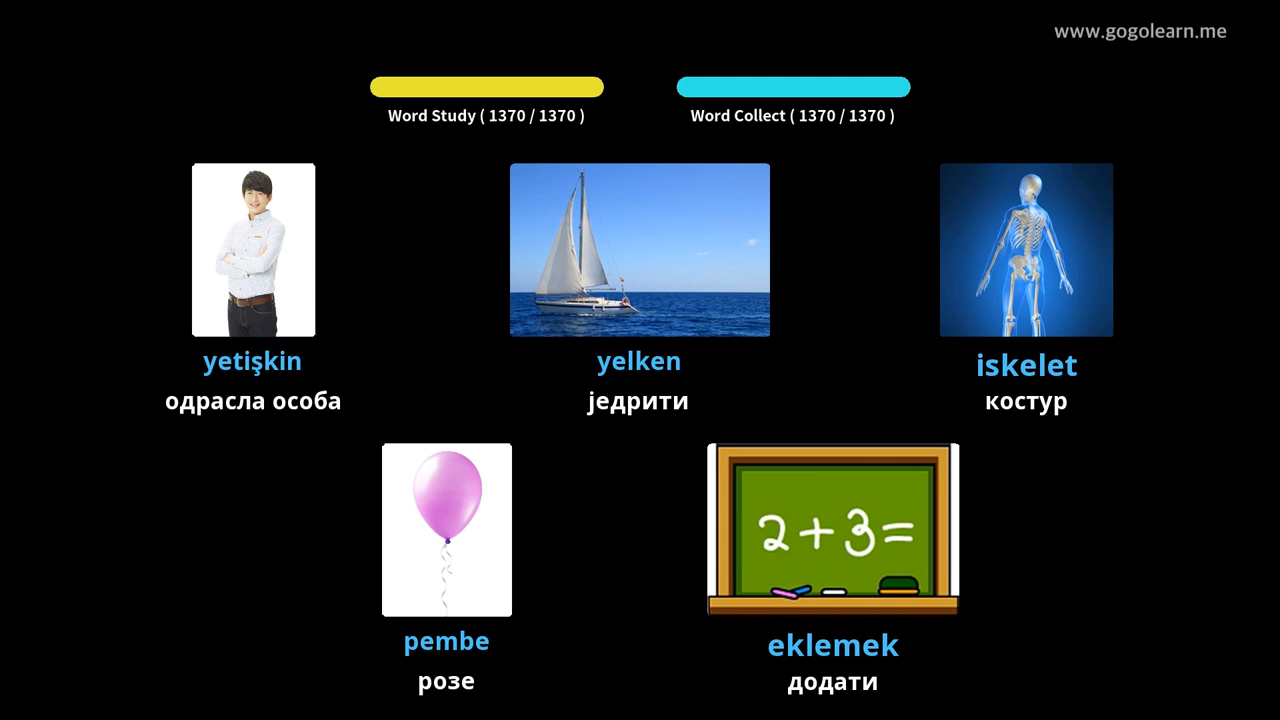 www.gogolearn.me
Word Study ( 1370 / 1370 )
Word Collect ( 1370 / 1370 )
yetişkin
одрасла особа
yelken
једрити
iskelet
костур
pembe
розе
2+3=
eklemek
додати